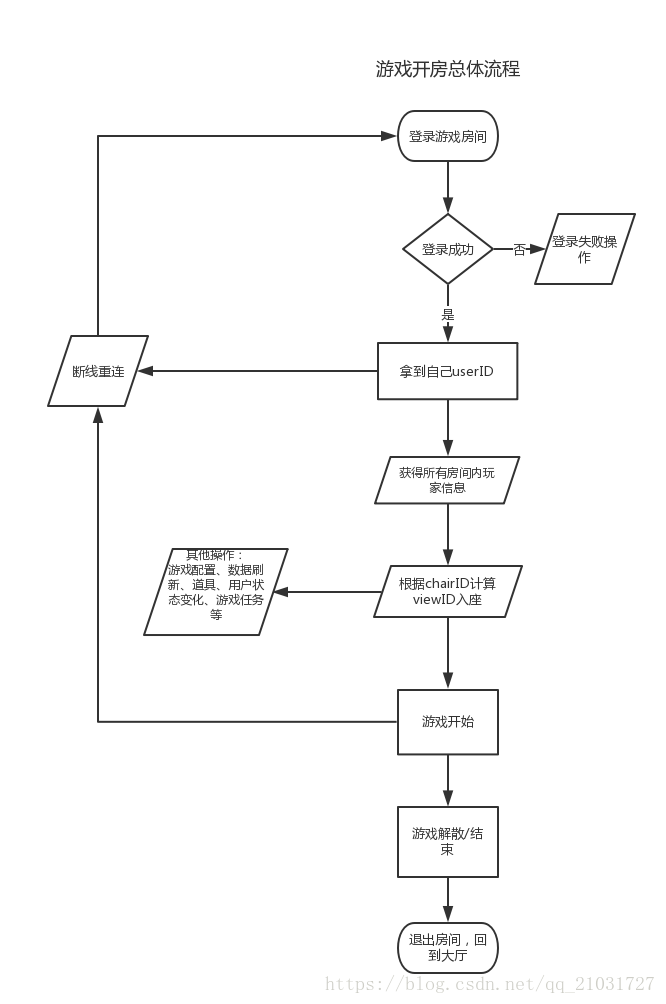 游戏开房总体流程
登录游戏房间
登录成功
否
登录失败操
作
是
断线重连
拿到自己userID
获得所有房间内玩
家信息
其他操作：
游戏配置、数据刷
新、道具、用户状
态变化、游戏任务
等
根据chairID计算
viewID入座
游戏开始
游戏解散/结
束
退出房间，回
到大厅
https://blog.csdn.net/qq_21031727